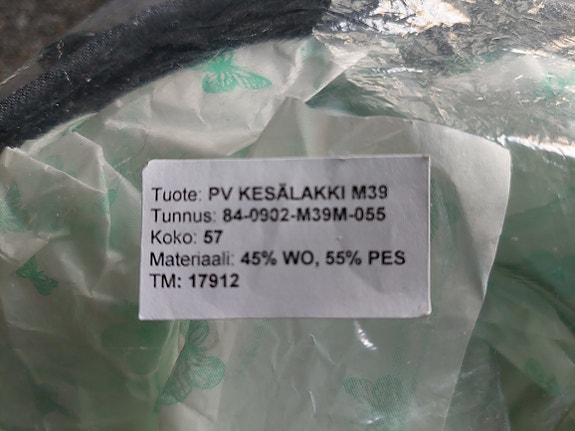 Tuote: PV KESÄLAKKI M39
Tunnus: 84-0902-M39M-055
Koko: 57
Materiaali: 45% WO, 55% PES
TM: 17912